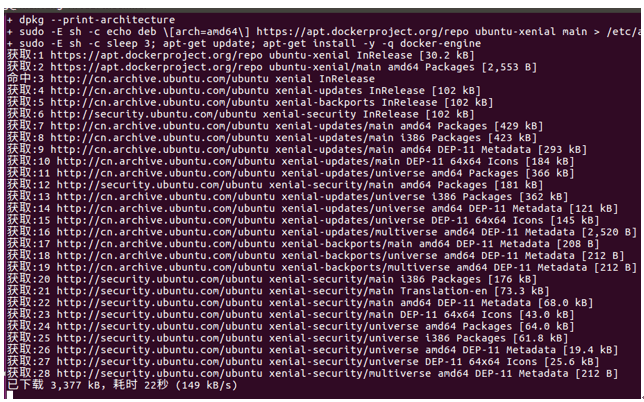 + dpkg --print-architecture
+ sudo -E sh -c echo deb \[arch=amd64\] https://apt.dockerproject.org/repo ubuntu-xenial main > /etc/a
+ sudo -E sh -c sleep 3; apt-get update; apt-get install -y -q docker-engine
获取:1 https://apt.dockerproject.org/repo ubuntu-xenial InRelease [30.2 kB]
获取:2 https://apt.dockerproject.org/repo ubuntu-xenial/main amd64 Packages [2,553 B]
命中:3 http://cn.archive.ubuntu.com/ubuntu xenial InRelease
获取:4 http://cn.archive.ubuntu.com/ubuntu xenial-updates InRelease [102 kB]
获取:5 http://cn.archive.ubuntu.com/ubuntu xenial-backports InRelease [102 kB]
获取:6 http://security.ubuntu.com/ubuntu xenial-security InRelease [102 kB]
获取:7 http://cn.archive.ubuntu.com/ubuntu xenial-updates/main amd64 Packages [429 kB]
获取:8 http://cn.archive.ubuntu.com/ubuntu xenial-updates/main i386 Packages [423 kB]
获取:9 http://cn.archive.ubuntu.com/ubuntu xenial-updates/main amd64 DEP-11 Metadata [293 kB]
获取:10 http://cn.archive.ubuntu.com/ubuntu xenial-updates/main DEP-11 64x64 Icons [184 kB]
获取:11 http://cn.archive.ubuntu.com/ubuntu xenial-updates/universe amd64 Packages [366 kB]
获取:12 http://security.ubuntu.com/ubuntu xenial-security/main amd64 Packages [181 kB]
获取:13 http://cn.archive.ubuntu.com/ubuntu xenial-updates/universe i386 Packages [362 kB]
获取:14 http://cn.archive.ubuntu.com/ubuntu xenial-updates/universe amd64 DEP-11 Metadata [121 kB]
获取:15 http://cn.archive.ubuntu.com/ubuntu xenial-updates/universe DEP-11 64x64 Icons [145 kB]
获取:16 http://cn.archive.ubuntu.com/ubuntu xenial-updates/multiverse amd64 DEP-11 Metadata [2,520 B]
获取:17 http://cn.archive.ubuntu.com/ubuntu xenial-backports/main amd64 DEP-11 Metadata [208 B]
获取:18 http://cn.archive.ubuntu.com/ubuntu xenial-backports/universe amd64 DEP-11 Metadata [212 B]
获取:19 http://cn.archive.ubuntu.com/ubuntu xenial-backports/multiverse amd64 DEP-11 Metadata [212 B]
获取:20 http://security.ubuntu.com/ubuntu xenial-security/main i386 Packages [176 kB]
获取:21 http://security.ubuntu.com/ubuntu xenial-security/main Translation-en [73.3 kB]
获取:22 http://security.ubuntu.com/ubuntu xenial-security/main amd64 DEP-11 Metadata [68.0 kB]
获取:23 http://security.ubuntu.com/ubuntu xenial-security/main DEP-11 64x64 Icons [43.0 kB]
获取:24 http://security.ubuntu.com/ubuntu xenial-security/universe amd64 Packages [64.0 kB]
获取:25 http://security.ubuntu.com/ubuntu xenial-security/universe i386 Packages [61.8 kB]
获取:26 http://security.ubuntu.com/ubuntu xenial-security/universe amd64 DEP-11 Metadata [19.4 kB]
获取:27 http://security.ubuntu.com/ubuntu xenial-security/universe DEP-11 64x64 Icons [25.6 kB]
获取:28 http://security.ubuntu.com/ubuntu xenial-security/multiverse amd64 DEP-11 Metadata [212 B]
已下载 3,377 kB，耗时 22秒 (149 kB/s)